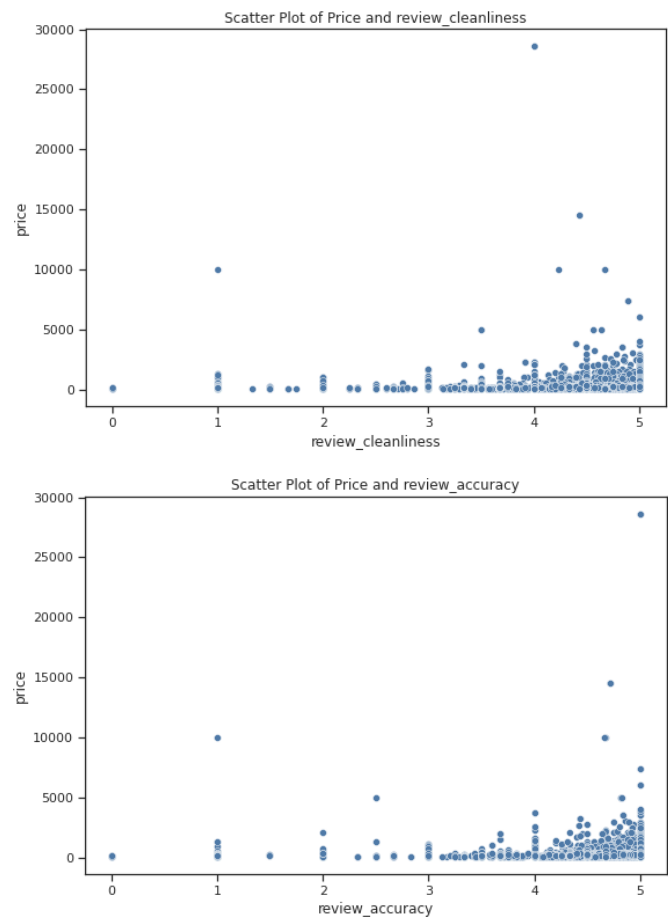 Scatter Plot of Price and review_cleanliness
30000
25000
20000
15000
10000
5000
0
price
0 1 2 3 4 5
review_cleanliness
Scatter Plot of Price and review_accuracy
30000
25000
20000
15000
10000
5000
0
price
0 1 2 3 4 5
review_accuracy